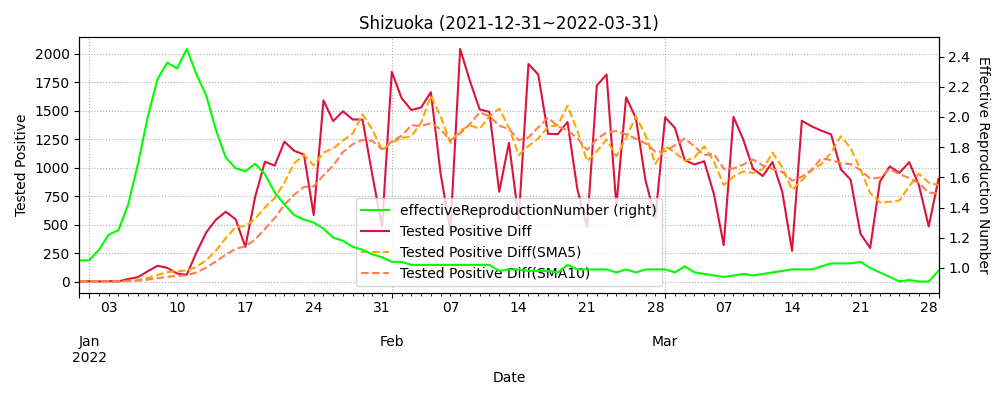 Shizuoka (2021-12-31~2022-03-31)
Tested Positive
2000
1750
1500
1250
1000
750
500
250
0
2.4
2.2
2.0
1.8
1.6
1.4
1.2
1.0
Effective Reproduction Number
effectiveReproductionNumber (right)
Tested Positive Diff
Tested Positive Diff(SMA5)
Tested Positive Diff(SMA10)
03 10 17 24 31 07 14 21 28 07 14 21 28
Jan Feb Mar
2022
Date